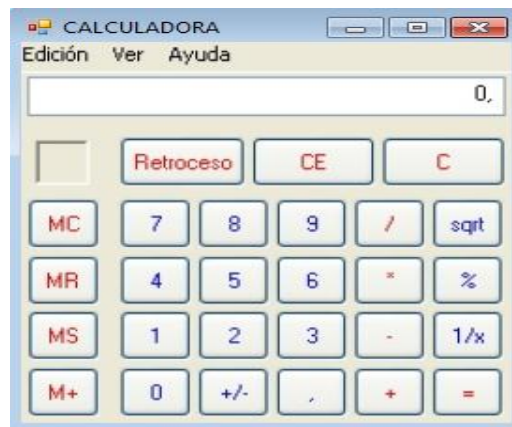 CALCULADORA
Edición Ver Ayuda
0,
Retroceso CE C
MC 7 8 9 / sqrt
MR 4 5 6 * %
MS 1 2 3 - 1/x
M+ 0 +/- , + =